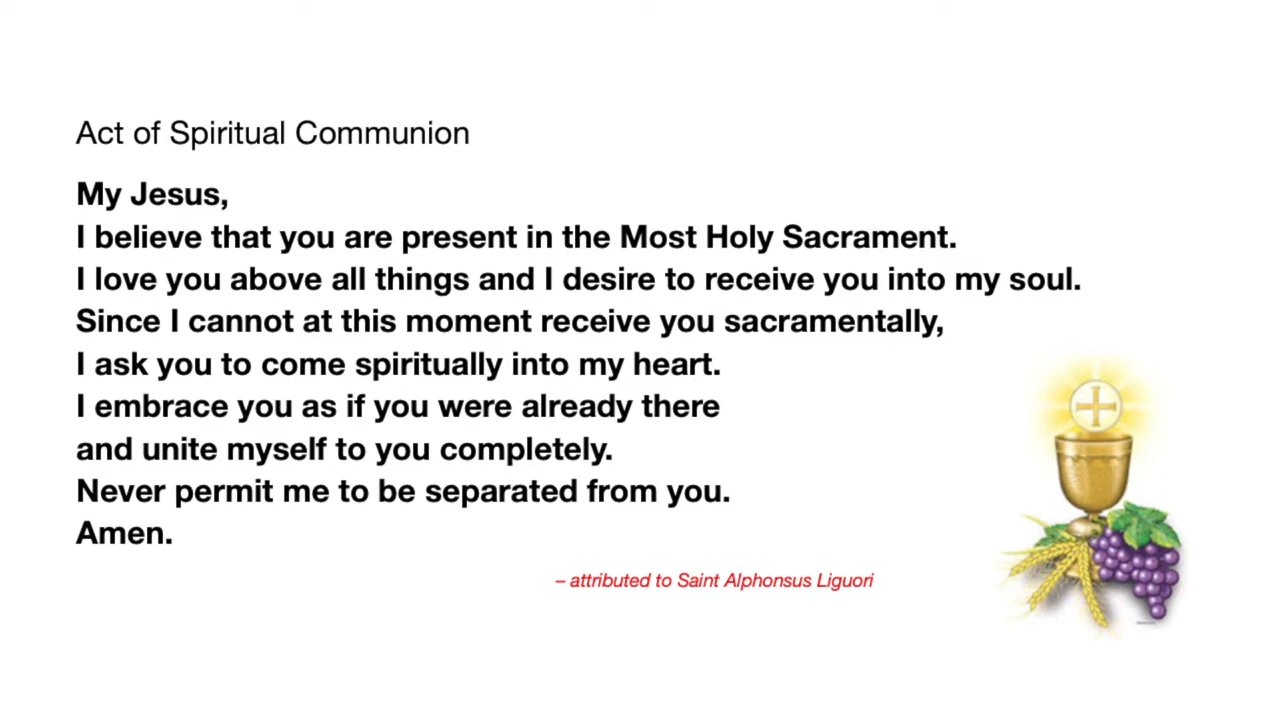 Act of Spiritual Communion
My Jesus,
I believe that you are present in the Most Holy Sacrament.
I love you above all things and I desire to receive you into my soul.
Since I cannot at this moment receive you sacramentally,
I ask you to come spiritually into my heart.
I embrace you as if you were already there
and unite myself to you completely.
Never permit me to be separated from you.
Amen.
– attributed to Saint Alphonsus Liguori